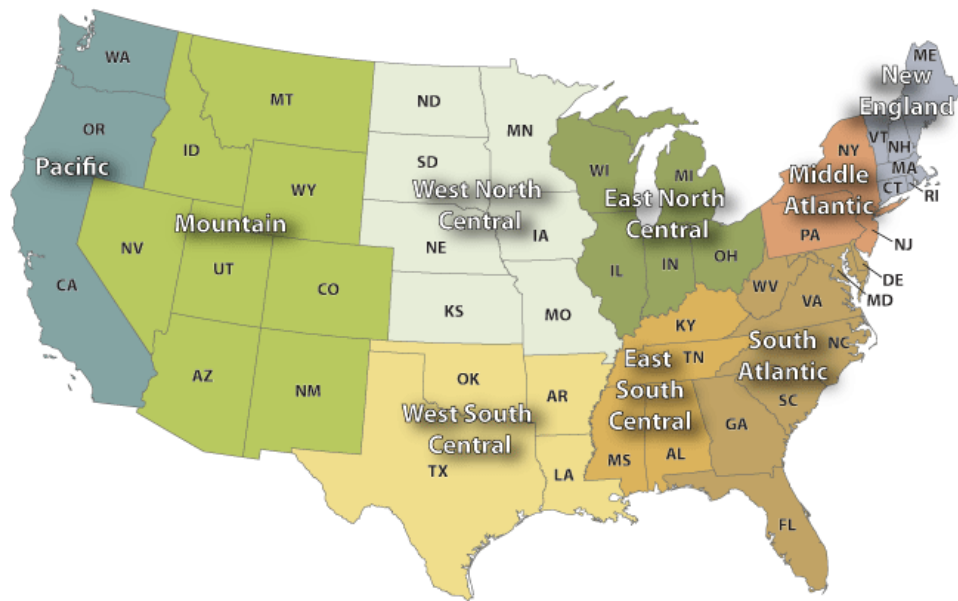 WA
ME
New
England
MT
ND
MN
OR
VT
NH
NY
ID
WI
MI
MA
Pacific
SD
Middle
Atlantic
CT
RI
WY
West North
Central
East North
Central
Mountain
NV
NE
IA
PA
NJ
UT
IL
IN
OH
DE
CA
CO
WV
VA
MD
KS
MO
KY
NC
South
Atlantic
TN
East
South
Central
AZ
NM
OK
AR
SC
West South
Central
GA
TX
LA
MS
AL
FL